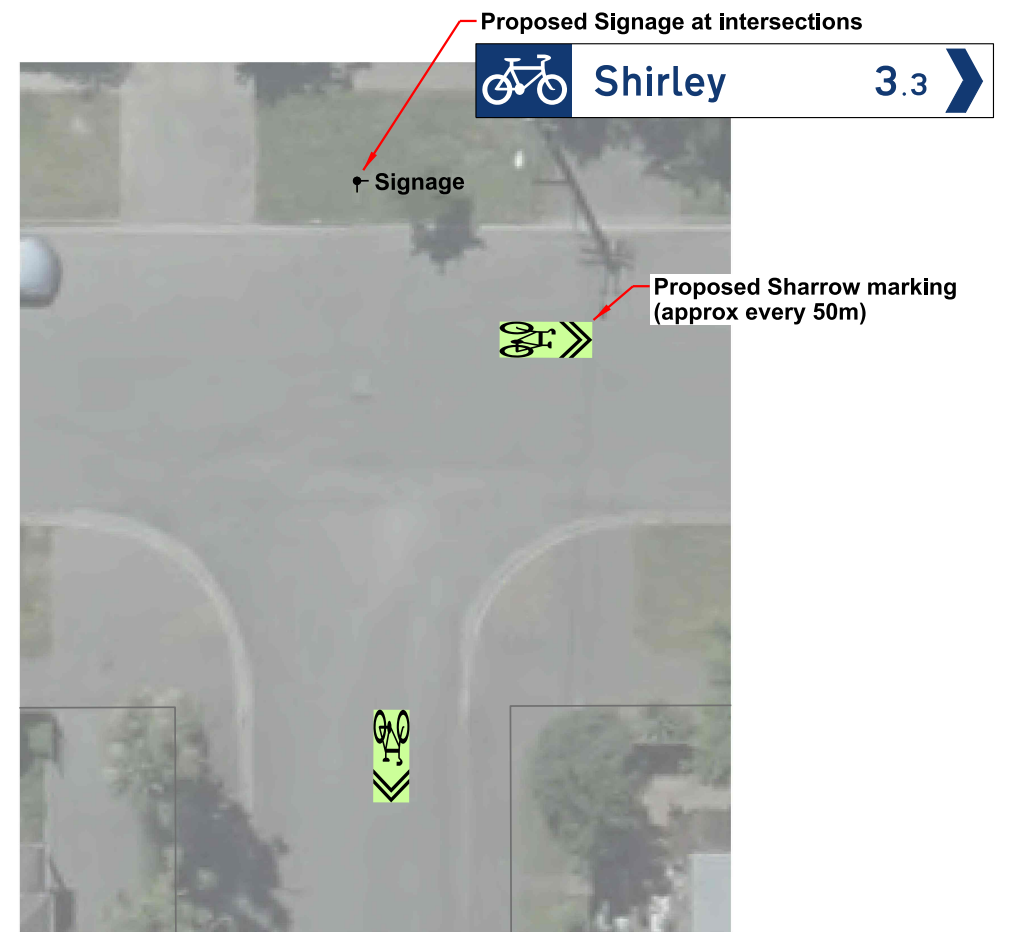 Proposed Signage at intersections
Shirley 3.3
Signage
Proposed Sharrow marking
(approx every 50m)